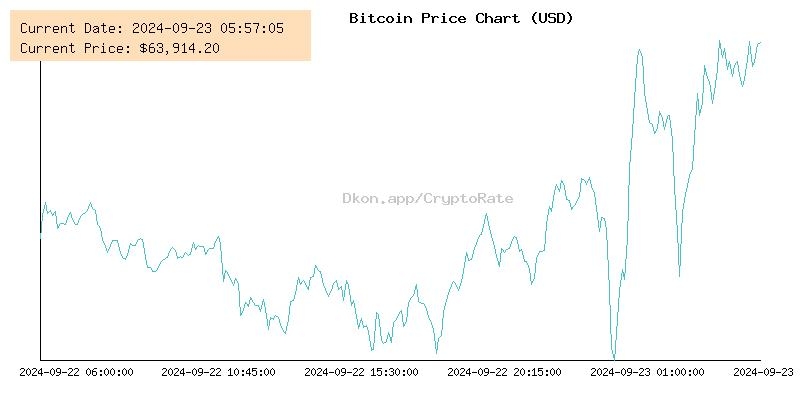 Bitcoin Price Chart (USD)
Current Date: 2024-09-23 05:57:05
Current Price: $63,914.20
Dkon.app/CryptoRate
2024-09-22 06:00:00 2024-09-22 10:45:00 2024-09-22 15:30:00 2024-09-22 20:15:00 2024-09-23 01:00:00 2024-09-23